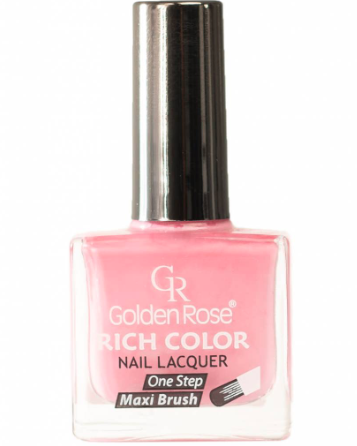 GR
Golden Rose®
RICH COLOR
NAIL LACQUER
One Step
Maxi Brush